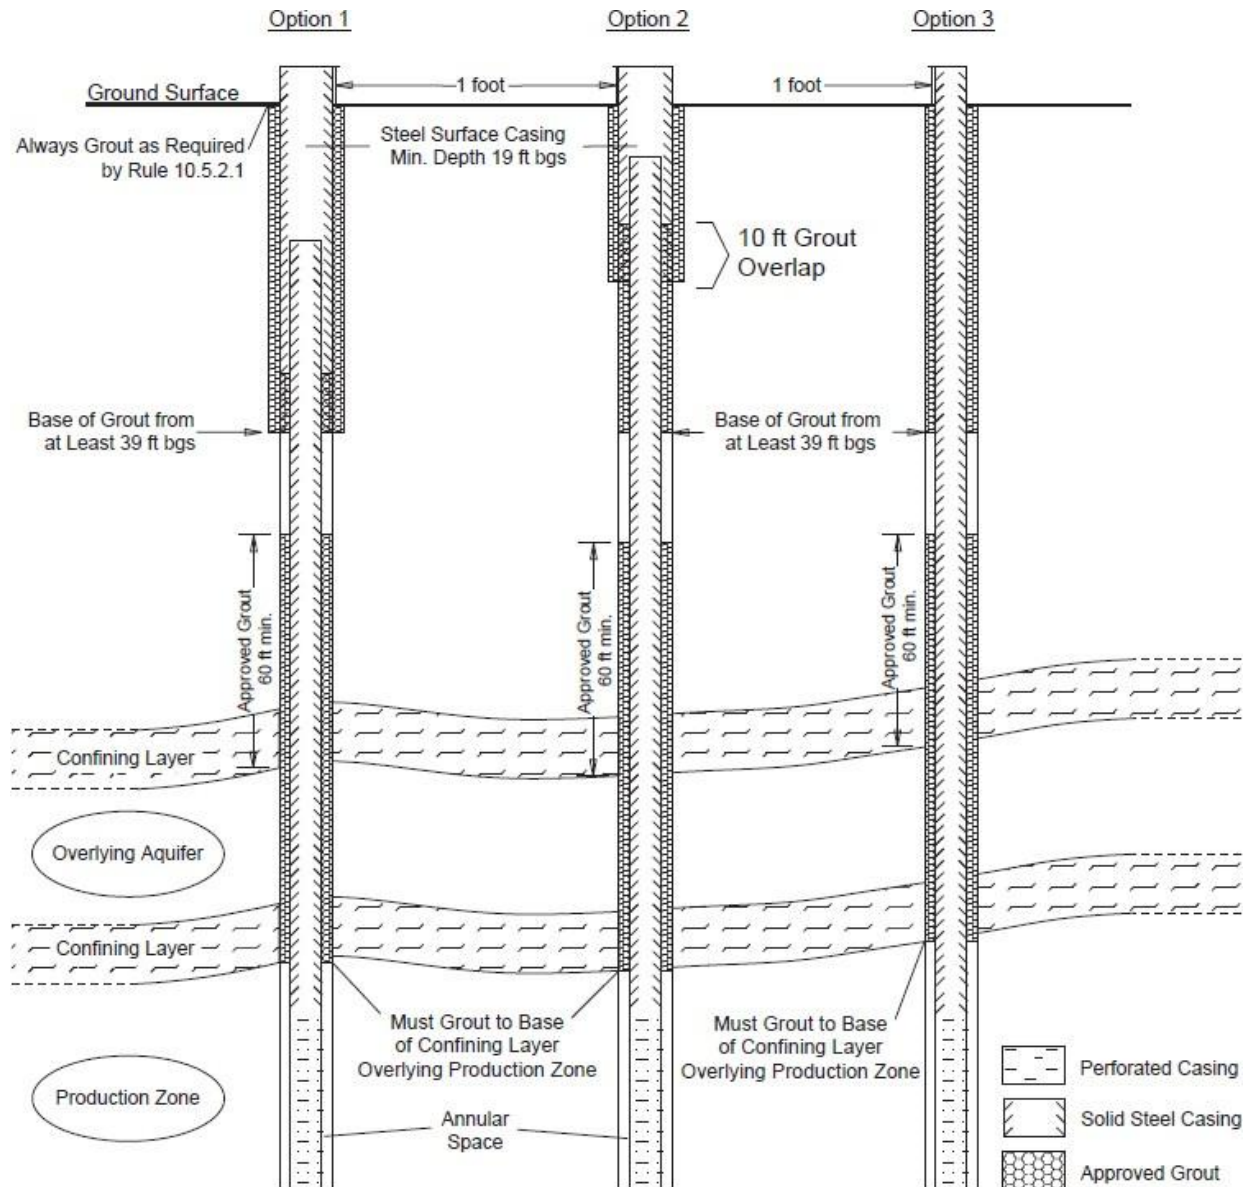 Option 1
Option 2
Option 3
1 foot
1 foot
Ground Surface
Always Grout as Required
by Rule 10.5.2.1
Steel Surface Casing
Min. Depth 19 ft bgs
10 ft Grout
Overlap
Base of Grout from
at Least 39 ft bgs
Base of Grout from
at Least 39 ft bgs
Approved Grout
60 ft min.
Approved Grout
60 ft min.
Approved Grout
60 ft min.
Confining Layer
Overlying Aquifer
Confining Layer
Must Grout to Base
of Confining Layer
Overlying Production Zone
Must Grout to Base
of Confining Layer
Overlying Production Zone
Production Zone
Annular
Space
Perforated Casing
Solid Steel Casing
Approved Grout